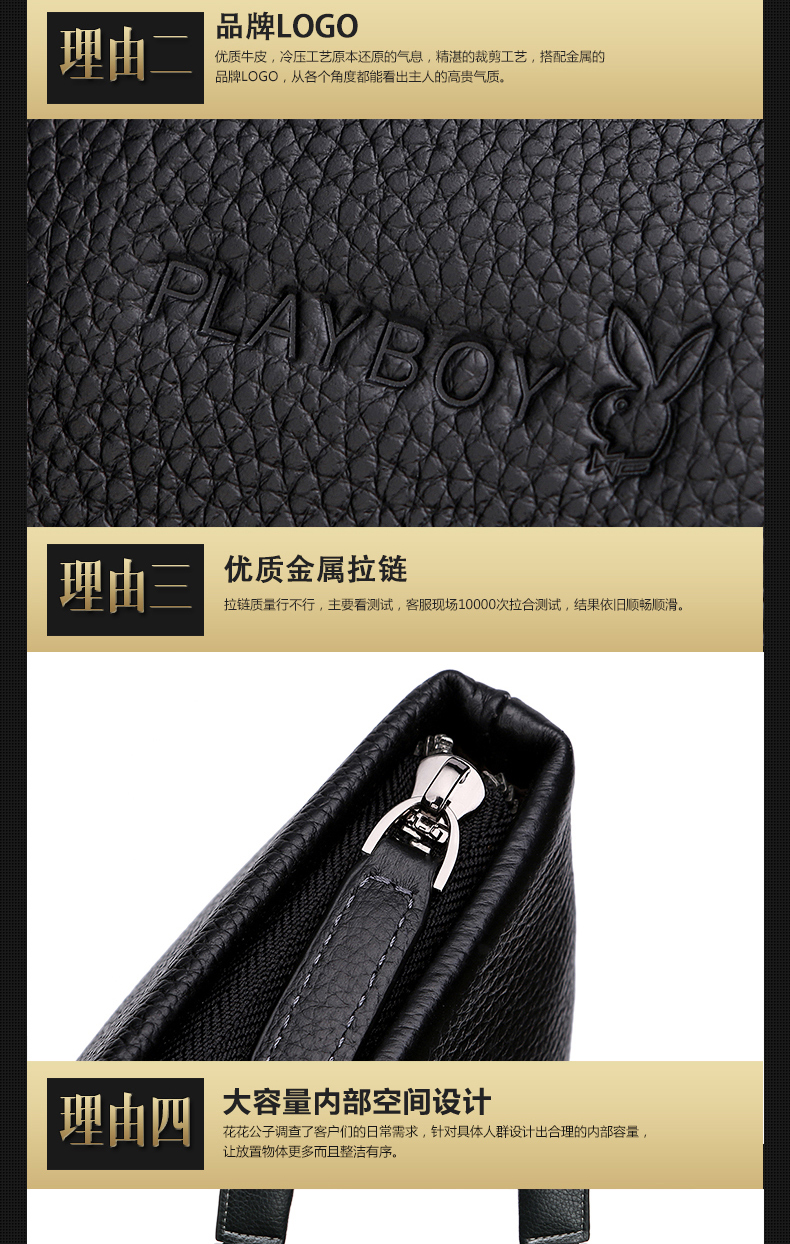 理由二
品牌LOGO
优质牛皮，冷压工艺原本还原的气息，精湛的裁剪工艺，搭配金属的
品牌LOGO，从各个角度都能看出主人的高贵气质。
PLAYBOY
理由三
优质金属拉链
拉链质量行不行，主要看测试，客服现场10000次拉合测试，结果依旧顺畅顺滑。
理由四
大容量内部空间设计
花花公子调查了客户们的日常需求，针对具体人群设计出合理的内部容量，
让放置物体更多而且整洁有序。